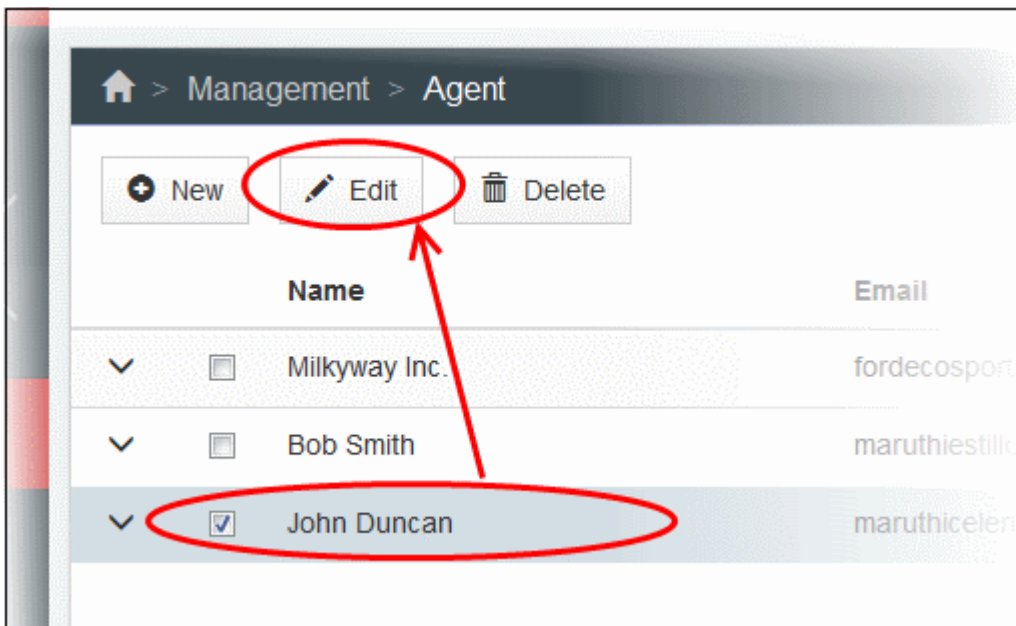 > Management > Agent
New Edit Delete
Name Email
Milkyway Inc.
Bob Smith
John Duncan